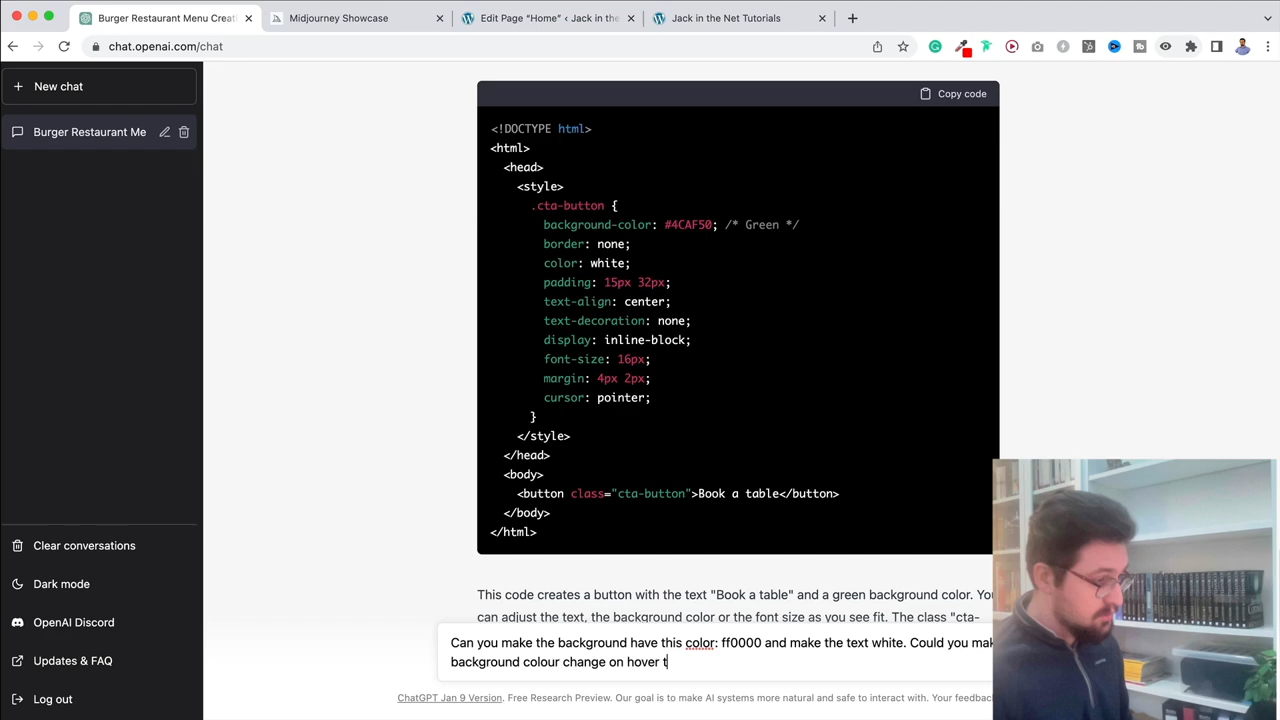 Burger Restaurant Menu Creati
Midjourney Showcase
Edit Page “Home” ‹ Jack in the
Jack in the Net Tutorials
chat.openai.com/chat
New chat
Burger Restaurant Me
Copy code
<!DOCTYPE html>
<html>
<head>
<style>
.cta-button {
background-color: #4CAF50; /* Green */
border: none;
color: white;
padding: 15px 32px;
text-align: center;
text-decoration: none;
display: inline-block;
font-size: 16px;
margin: 4px 2px;
cursor: pointer;
}
</style>
</head>
<body>
<button class="cta-button">Book a table</button>
</body>
</html>
This code creates a button with the text "Book a table" and a green background color. You
can adjust the text, the background color or the font size as you see fit. The class "cta-
Can you make the background have this color: ff0000 and make the text white. Could you mak
background colour change on hover t
ChatGPT Jan 9 Version. Free Research Preview. Our goal is to make AI systems more natural and safe to interact with. Your feedbac
Clear conversations
Dark mode
OpenAI Discord
Updates & FAQ
Log out